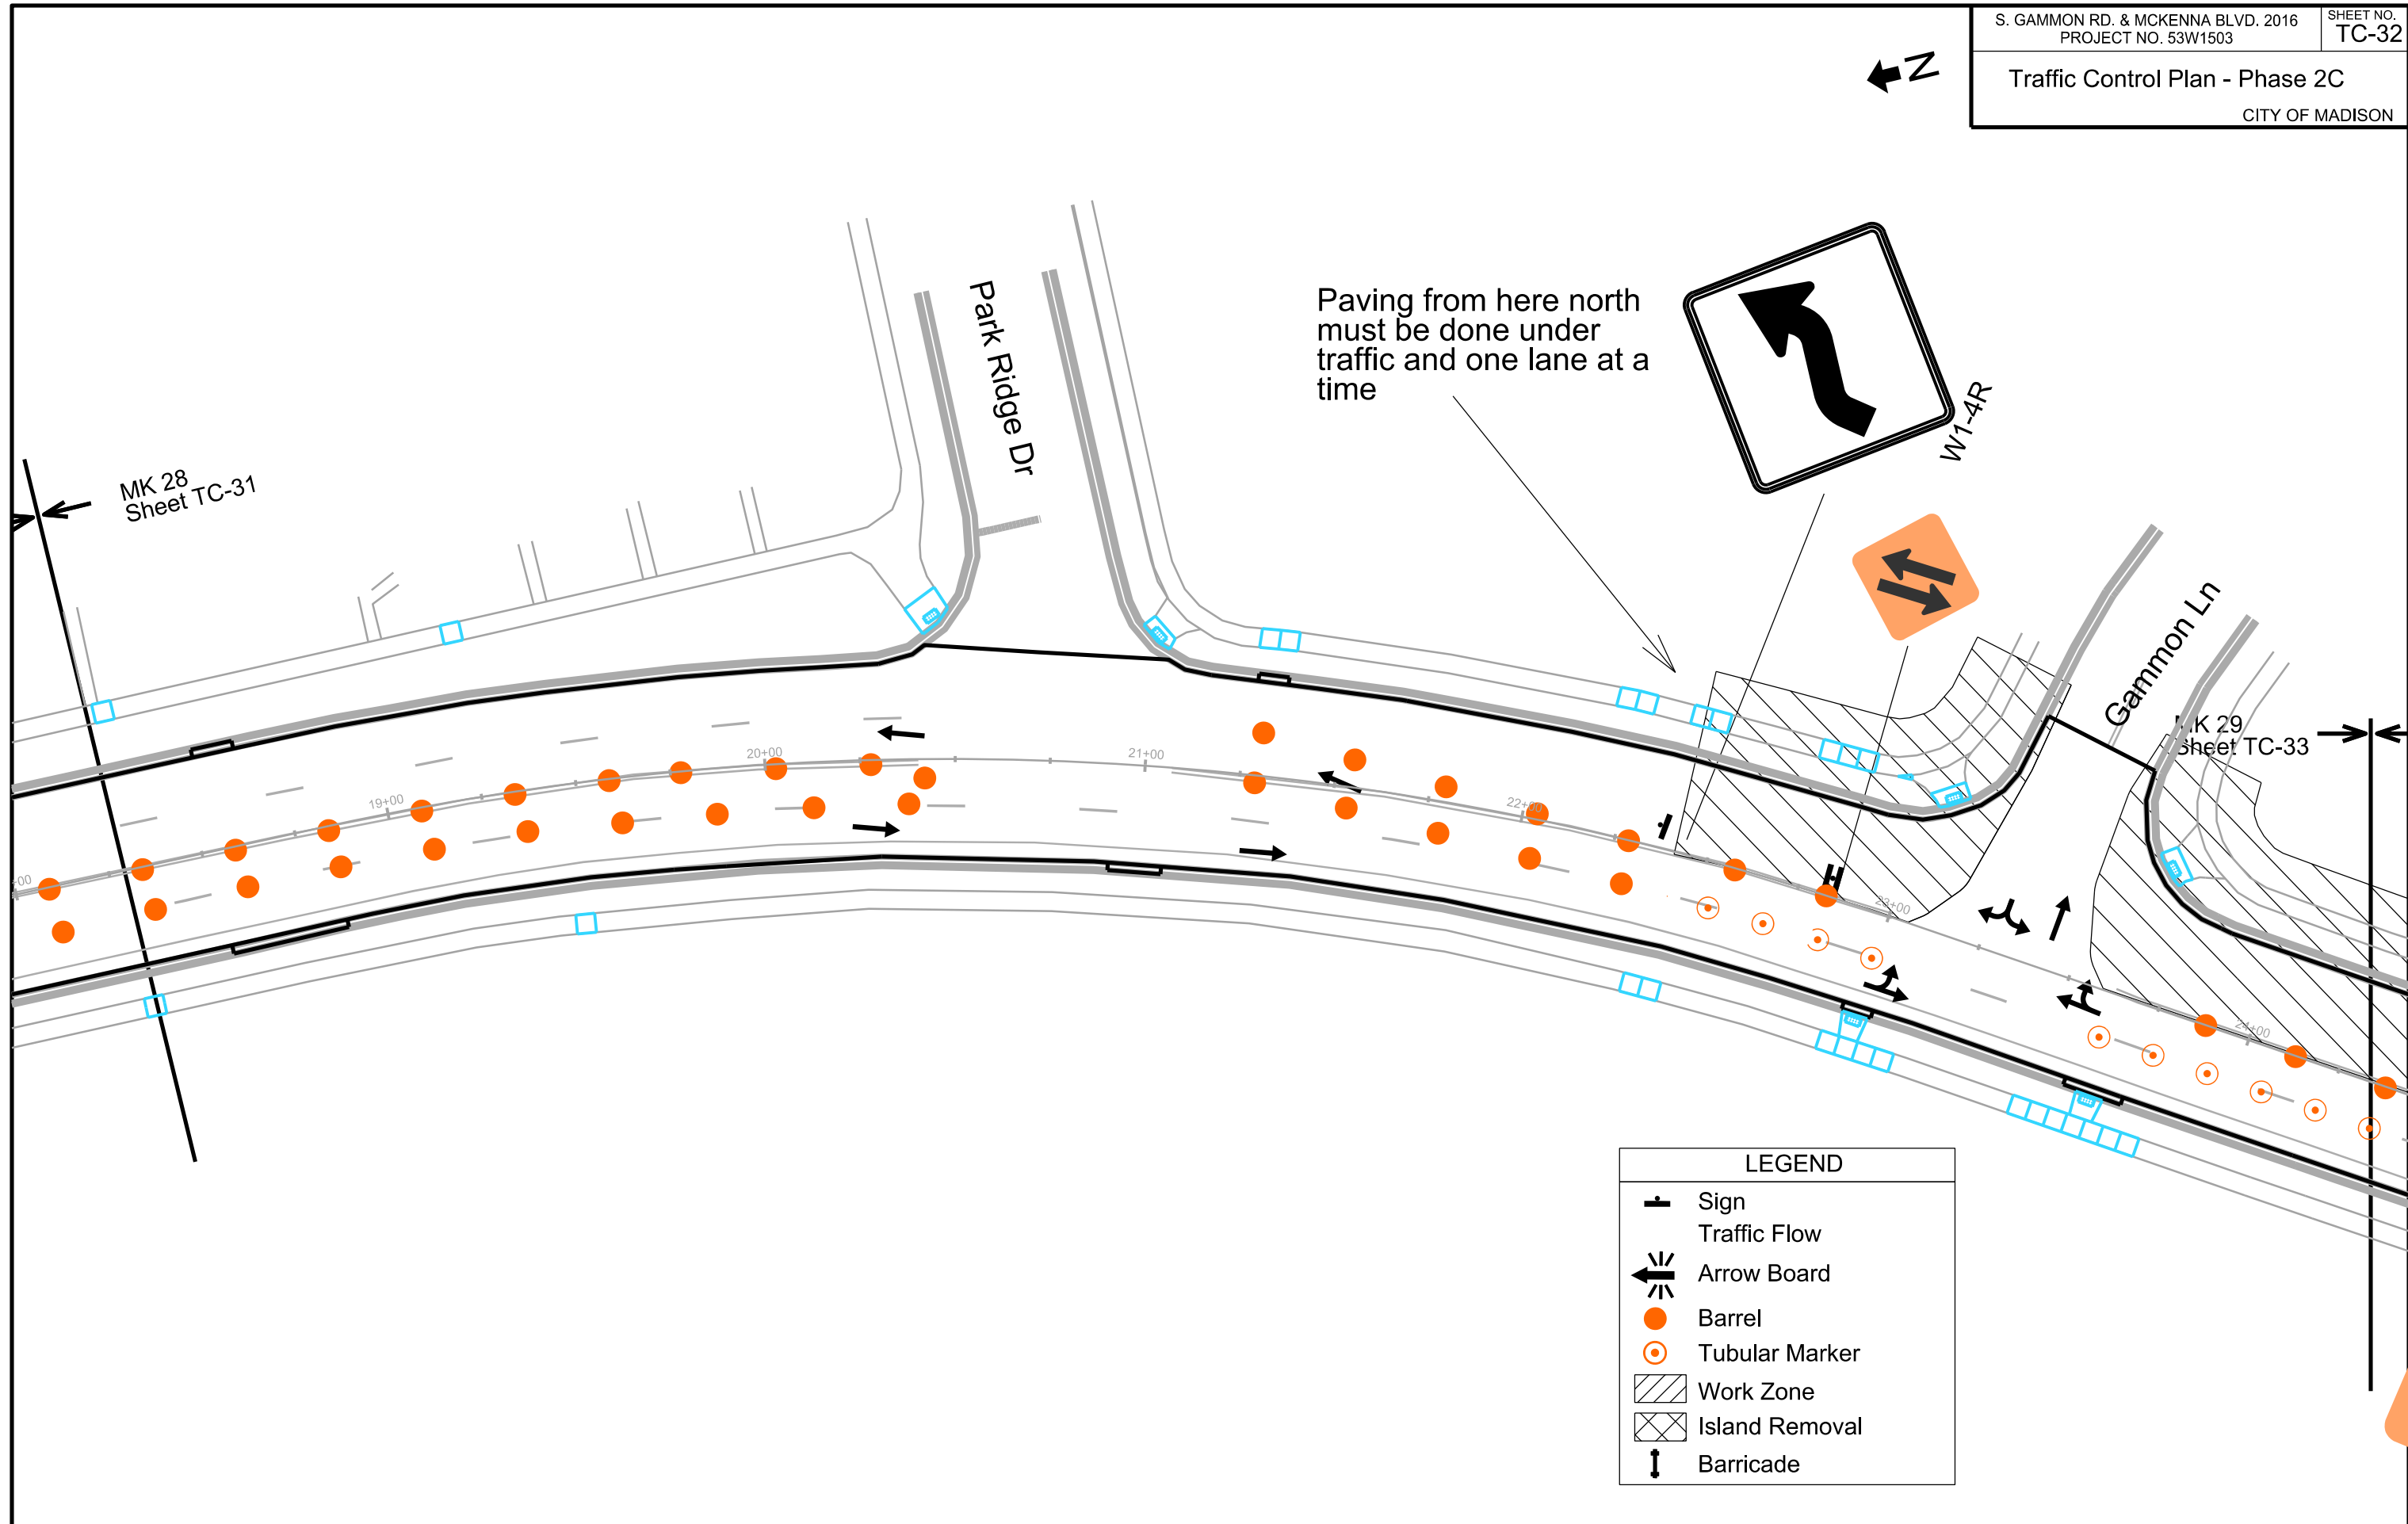 S. GAMMON RD. & MCKENNA BLVD. 2016
PROJECT NO. 53W1503
SHEET NO.
TC-32
Traffic Control Plan - Phase 2C
CITY OF MADISON
N
Park Ridge Dr
Paving from here north
must be done under
traffic and one lane at a
time
W1-4R
MK 28
Sheet TC-31
Gammon Ln
MK 29
Sheet TC-33
+00
19+00
20+00
21+00
22+00
23+00
24+00
LEGEND
Sign
Traffic Flow
Arrow Board
Barrel
Tubular Marker
Work Zone
Island Removal
Barricade